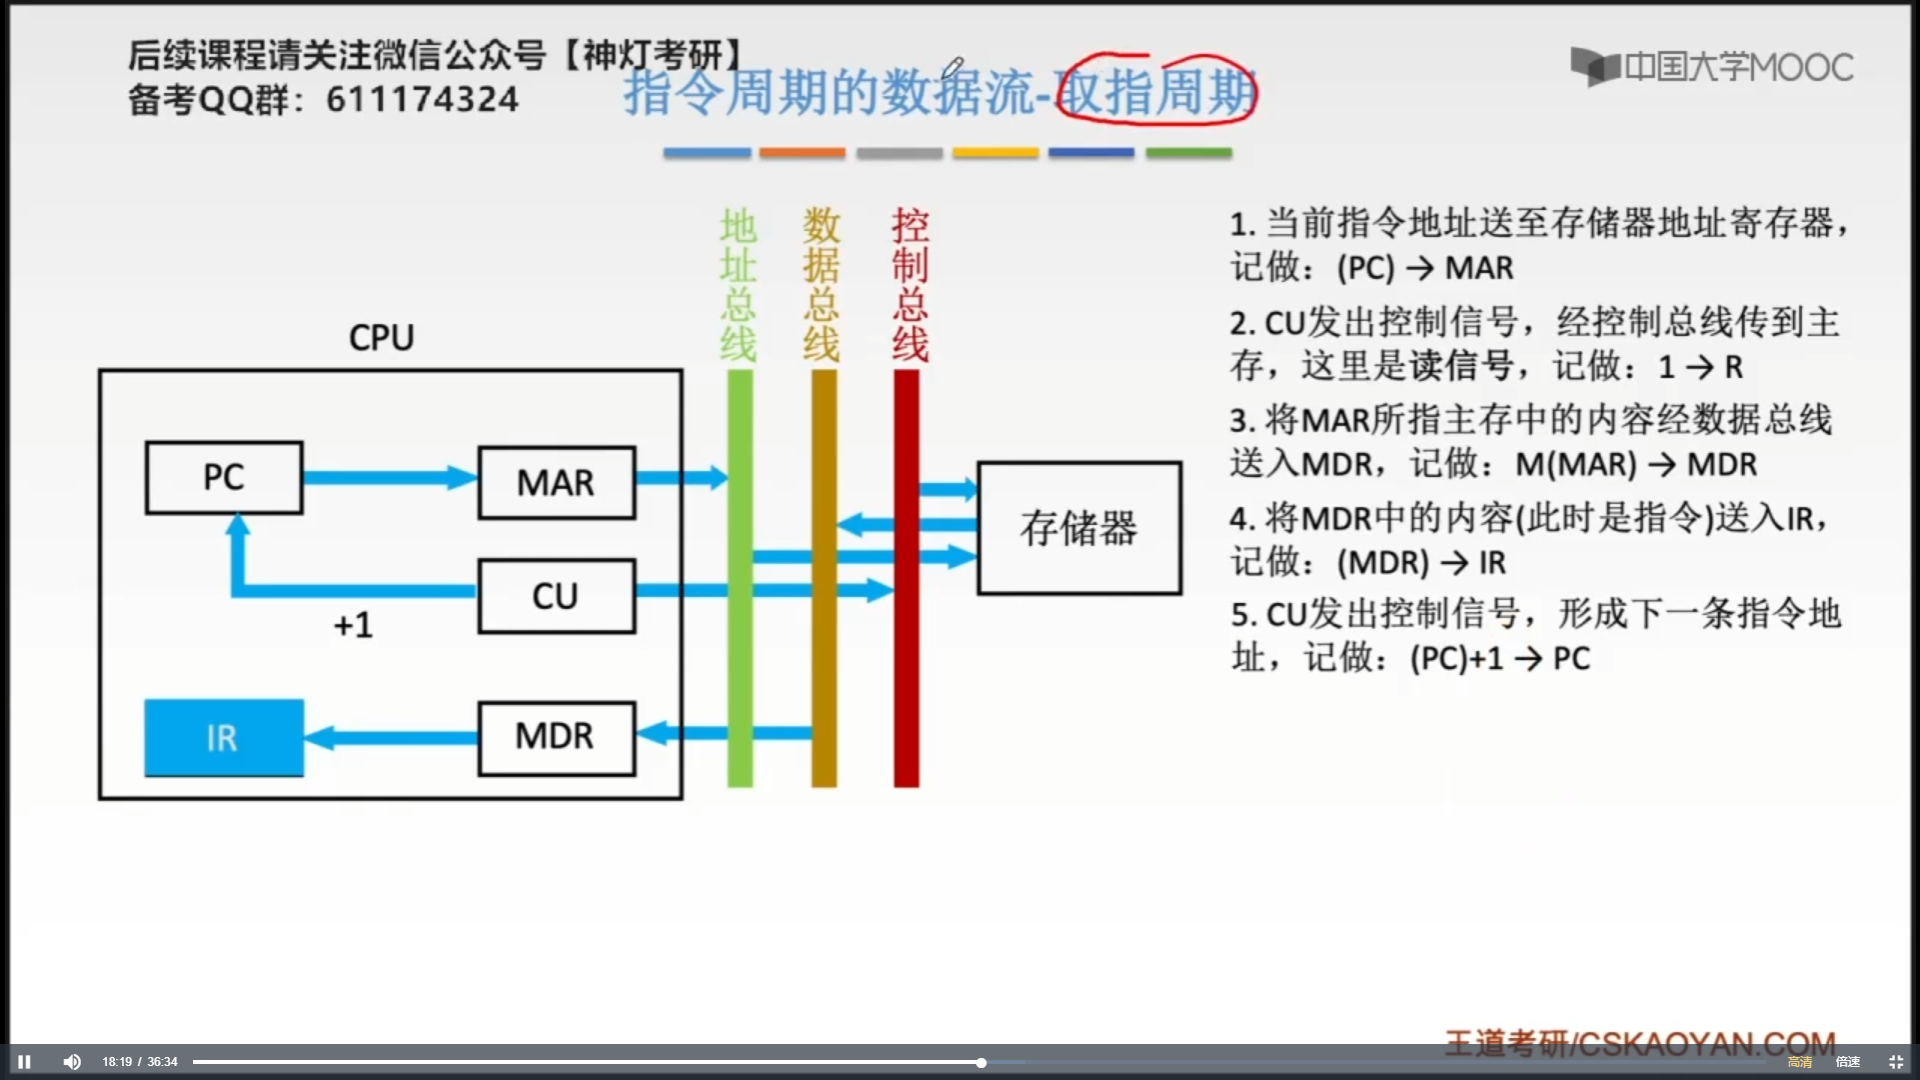 后续课程请关注微信公众号【神灯考研】
备考QQ群：611174324
指令周期的数据流-取指周期
中国大学MOOC
地址总线
数据总线
控制总线
CPU
PC
MAR
CU
+1
IR
MDR
存储器
1. 当前指令地址送至存储器地址寄存器，
记做：(PC) → MAR
2. CU发出控制信号，经控制总线传到主
存，这里是读信号，记做：1 → R
3. 将MAR所指主存中的内容经数据总线
送入MDR，记做：M(MAR) → MDR
4. 将MDR中的内容(此时是指令)送入IR，
记做：(MDR) → IR
5. CU发出控制信号，形成下一条指令地
址，记做：(PC)+1 → PC
王道考研/CSKAOYAN.COM
18:19 / 36:34
高清
倍速